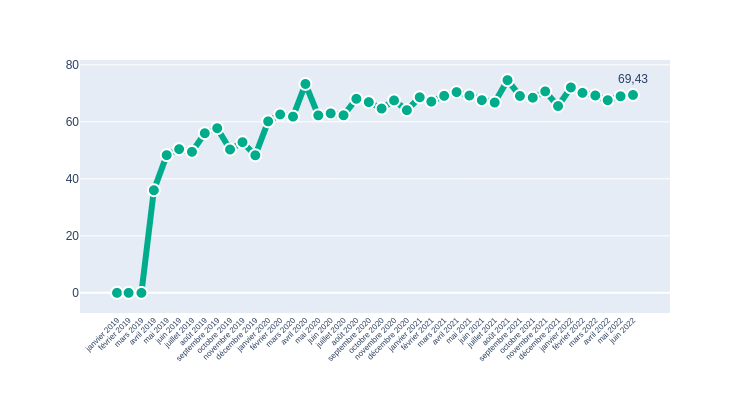 80
69,43
60
40
20
0
janvier 2019
février 2019
mars 2019
avril 2019
mai 2019
juin 2019
juillet 2019
août 2019
septembre 2019
octobre 2019
novembre 2019
décembre 2019
janvier 2020
février 2020
mars 2020
avril 2020
mai 2020
juin 2020
juillet 2020
août 2020
septembre 2020
octobre 2020
novembre 2020
décembre 2020
janvier 2021
février 2021
mars 2021
avril 2021
mai 2021
juin 2021
juillet 2021
août 2021
septembre 2021
octobre 2021
novembre 2021
décembre 2021
janvier 2022
février 2022
mars 2022
avril 2022
mai 2022
juin 2022